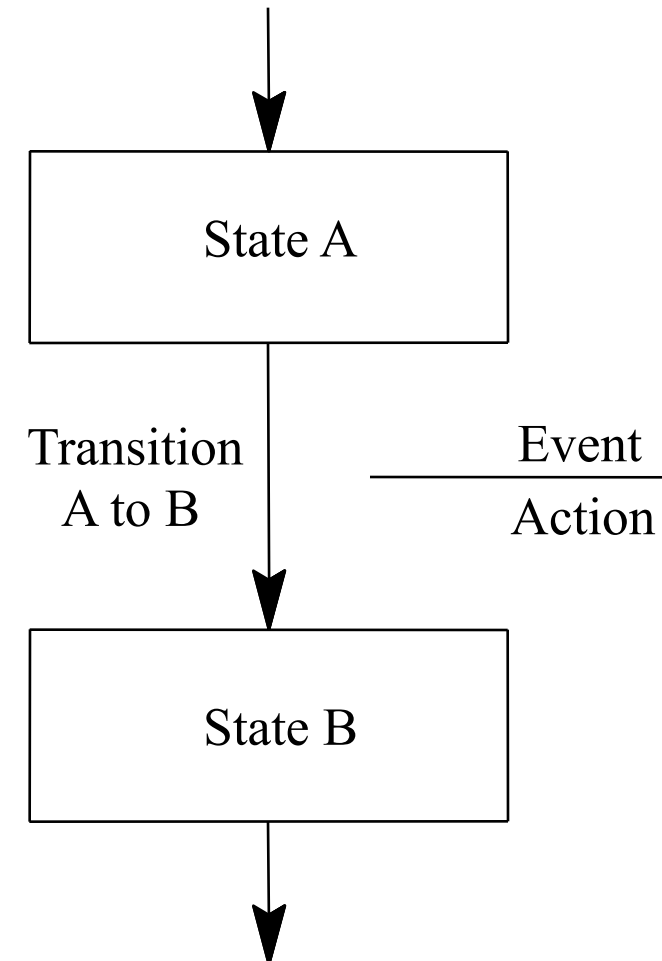 State A
Transition
A to B
Event
Action
State B